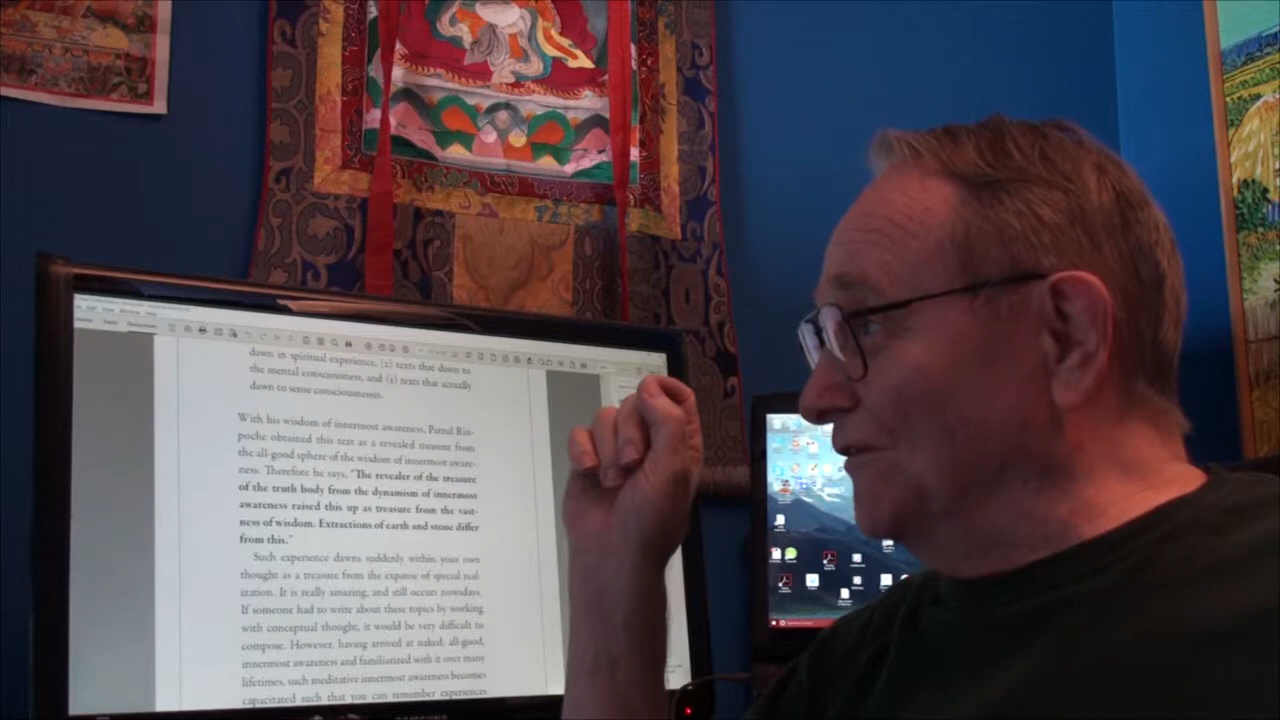 dawn in spiritual experience, (2) texts that dawn to
the mental consciousness, and (3) texts that actually
dawn to sense consciousnesses.
With his wisdom of innermost awareness, Patrul Rin-
poche obtained this text as a revealed treasure from
the all-good sphere of the wisdom of innermost aware-
ness. Therefore he says, “The revealer of the treasure
of the truth body from the dynamism of innermost
awareness raised this up as treasure from the vast-
ness of wisdom. Extractions of earth and stone differ
from this.”
Such experience dawns suddenly within your own
thought as a treasure from the expanse of special real-
ization. It is really amazing, and still occurs nowadays.
If someone had to write about these topics by working
with conceptual thought, it would be very difficult to
compose. However, having arrived at naked, all-good,
innermost awareness and familiarized with it over many
lifetimes, such meditative innermost awareness becomes
capacitated such that you can remember experiences